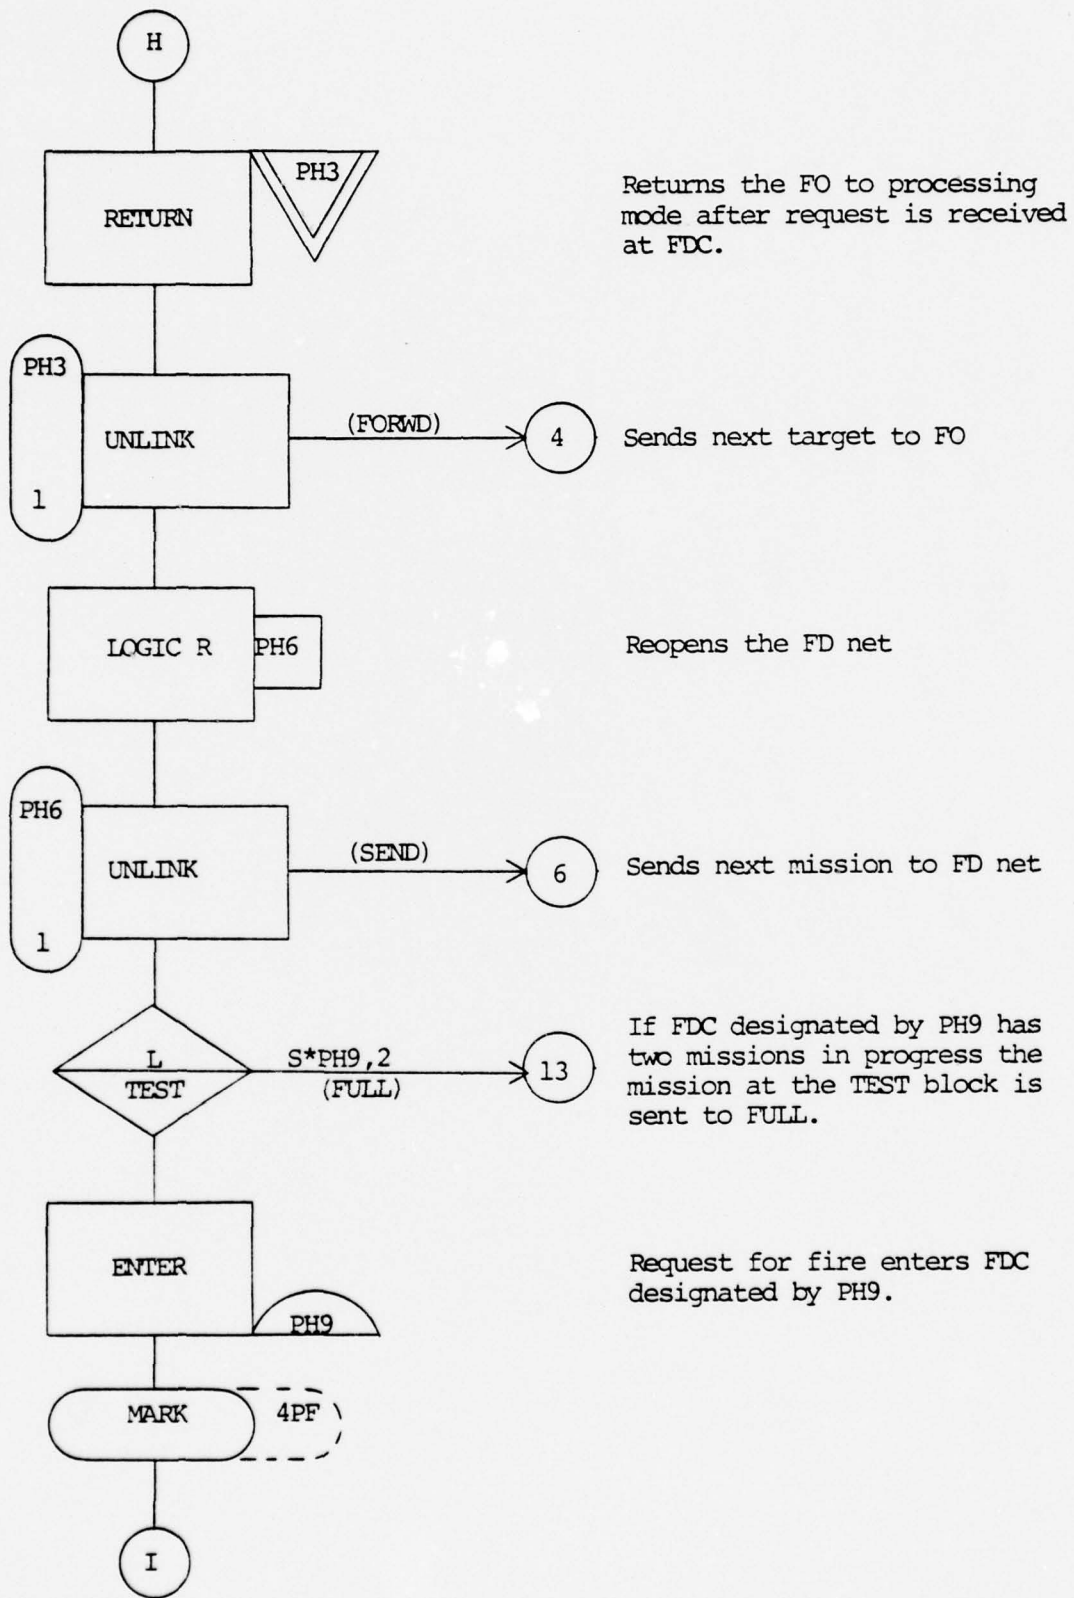 H
RETURN
PH3
Returns the FO to processing
mode after request is received
at FDC.
PH3
1
UNLINK
(FORWD)
4
Sends next target to FO
LOGIC R
PH6
Reopens the FD net
PH6
1
UNLINK
(SEND)
6
Sends next mission to FD net
L
TEST
S*PH9,2
(FULL)
13
If FDC designated by PH9 has
two missions in progress the
mission at the TEST block is
sent to FULL.
ENTER
PH9
Request for fire enters FDC
designated by PH9.
MARK
4PF
I